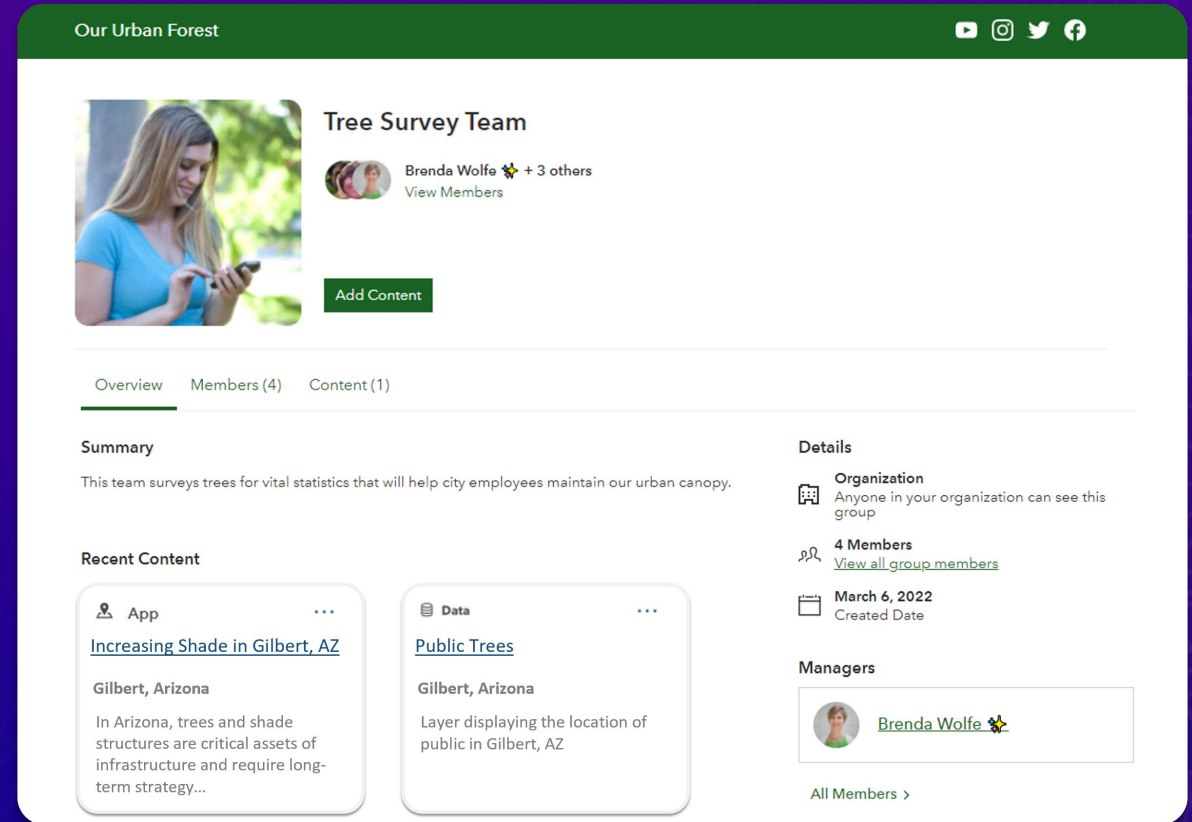 Our Urban Forest
Tree Survey Team
Brenda Wolfe ✨ + 3 others
View Members
Add Content
Overview Members (4) Content (1)
Summary
This team surveys trees for vital statistics that will help city employees maintain our urban canopy.
Recent Content
App
Increasing Shade in Gilbert, AZ
Gilbert, Arizona
In Arizona, trees and shade
structures are critical assets of
infrastructure and require long-
term strategy...
Data
Public Trees
Gilbert, Arizona
Layer displaying the location of
public in Gilbert, AZ
Details
Organization
Anyone in your organization can see this
group
4 Members
View all group members
March 6, 2022
Created Date
Managers
Brenda Wolfe ✨
All Members >